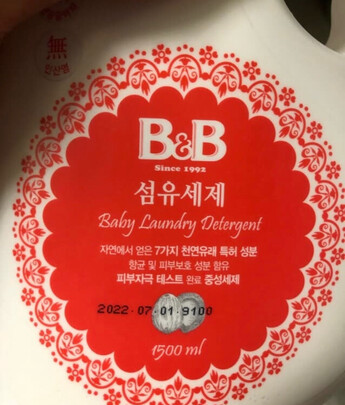 無
인산염
B&B
Since 1992
섬유세제
Baby Laundry Detergent
자연에서 얻은 7가지 천연유래 특허 성분
항균 및 피부보호 성분 함유
피부자극 테스트 완료 중성세제
2022·07·01·9100
1500 ml